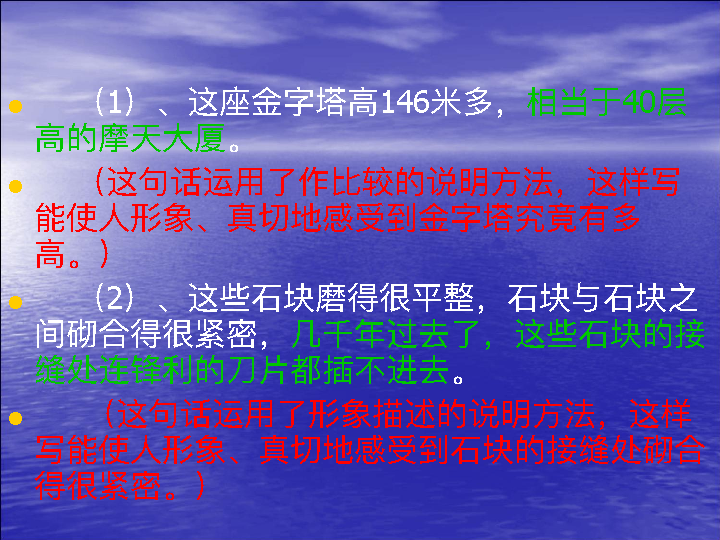 （1）、这座金字塔高146米多，相当于40层
高的摩天大厦。
（这句话运用了作比较的说明方法，这样写
能使人形象、真切地感受到金字塔究竟有多
高。）
（2）、这些石块磨得很平整，石块与石块之
间砌合得很紧密，几千年过去了，这些石块的接
缝处连锋利的刀片都插不进去。
（这句话运用了形象描述的说明方法，这样
写能使人形象、真切地感受到石块的接缝处砌合
得很紧密。）